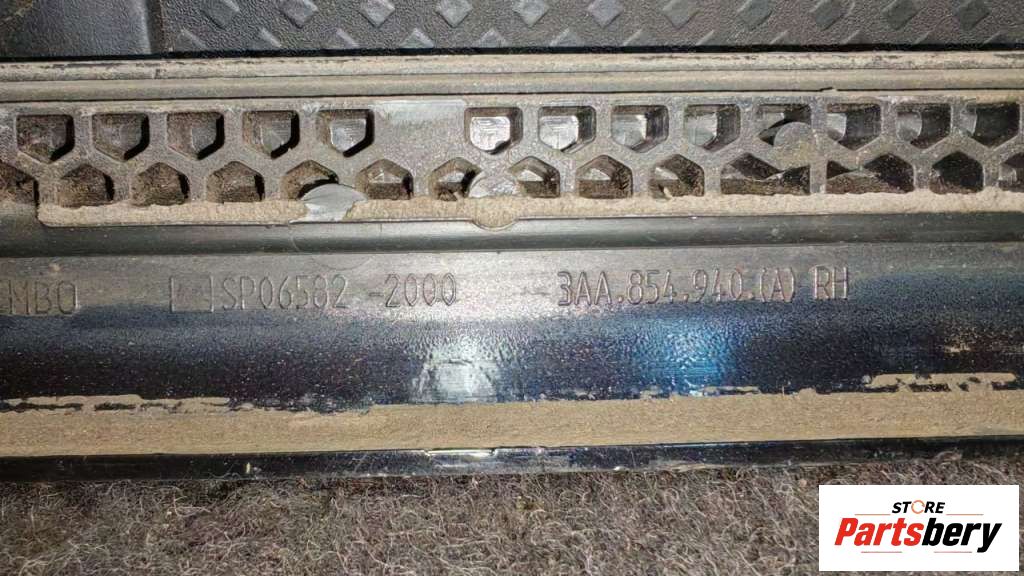 MBO SP06582 -2000 3AA.854.940.(A) RH
STORE
Partsbery